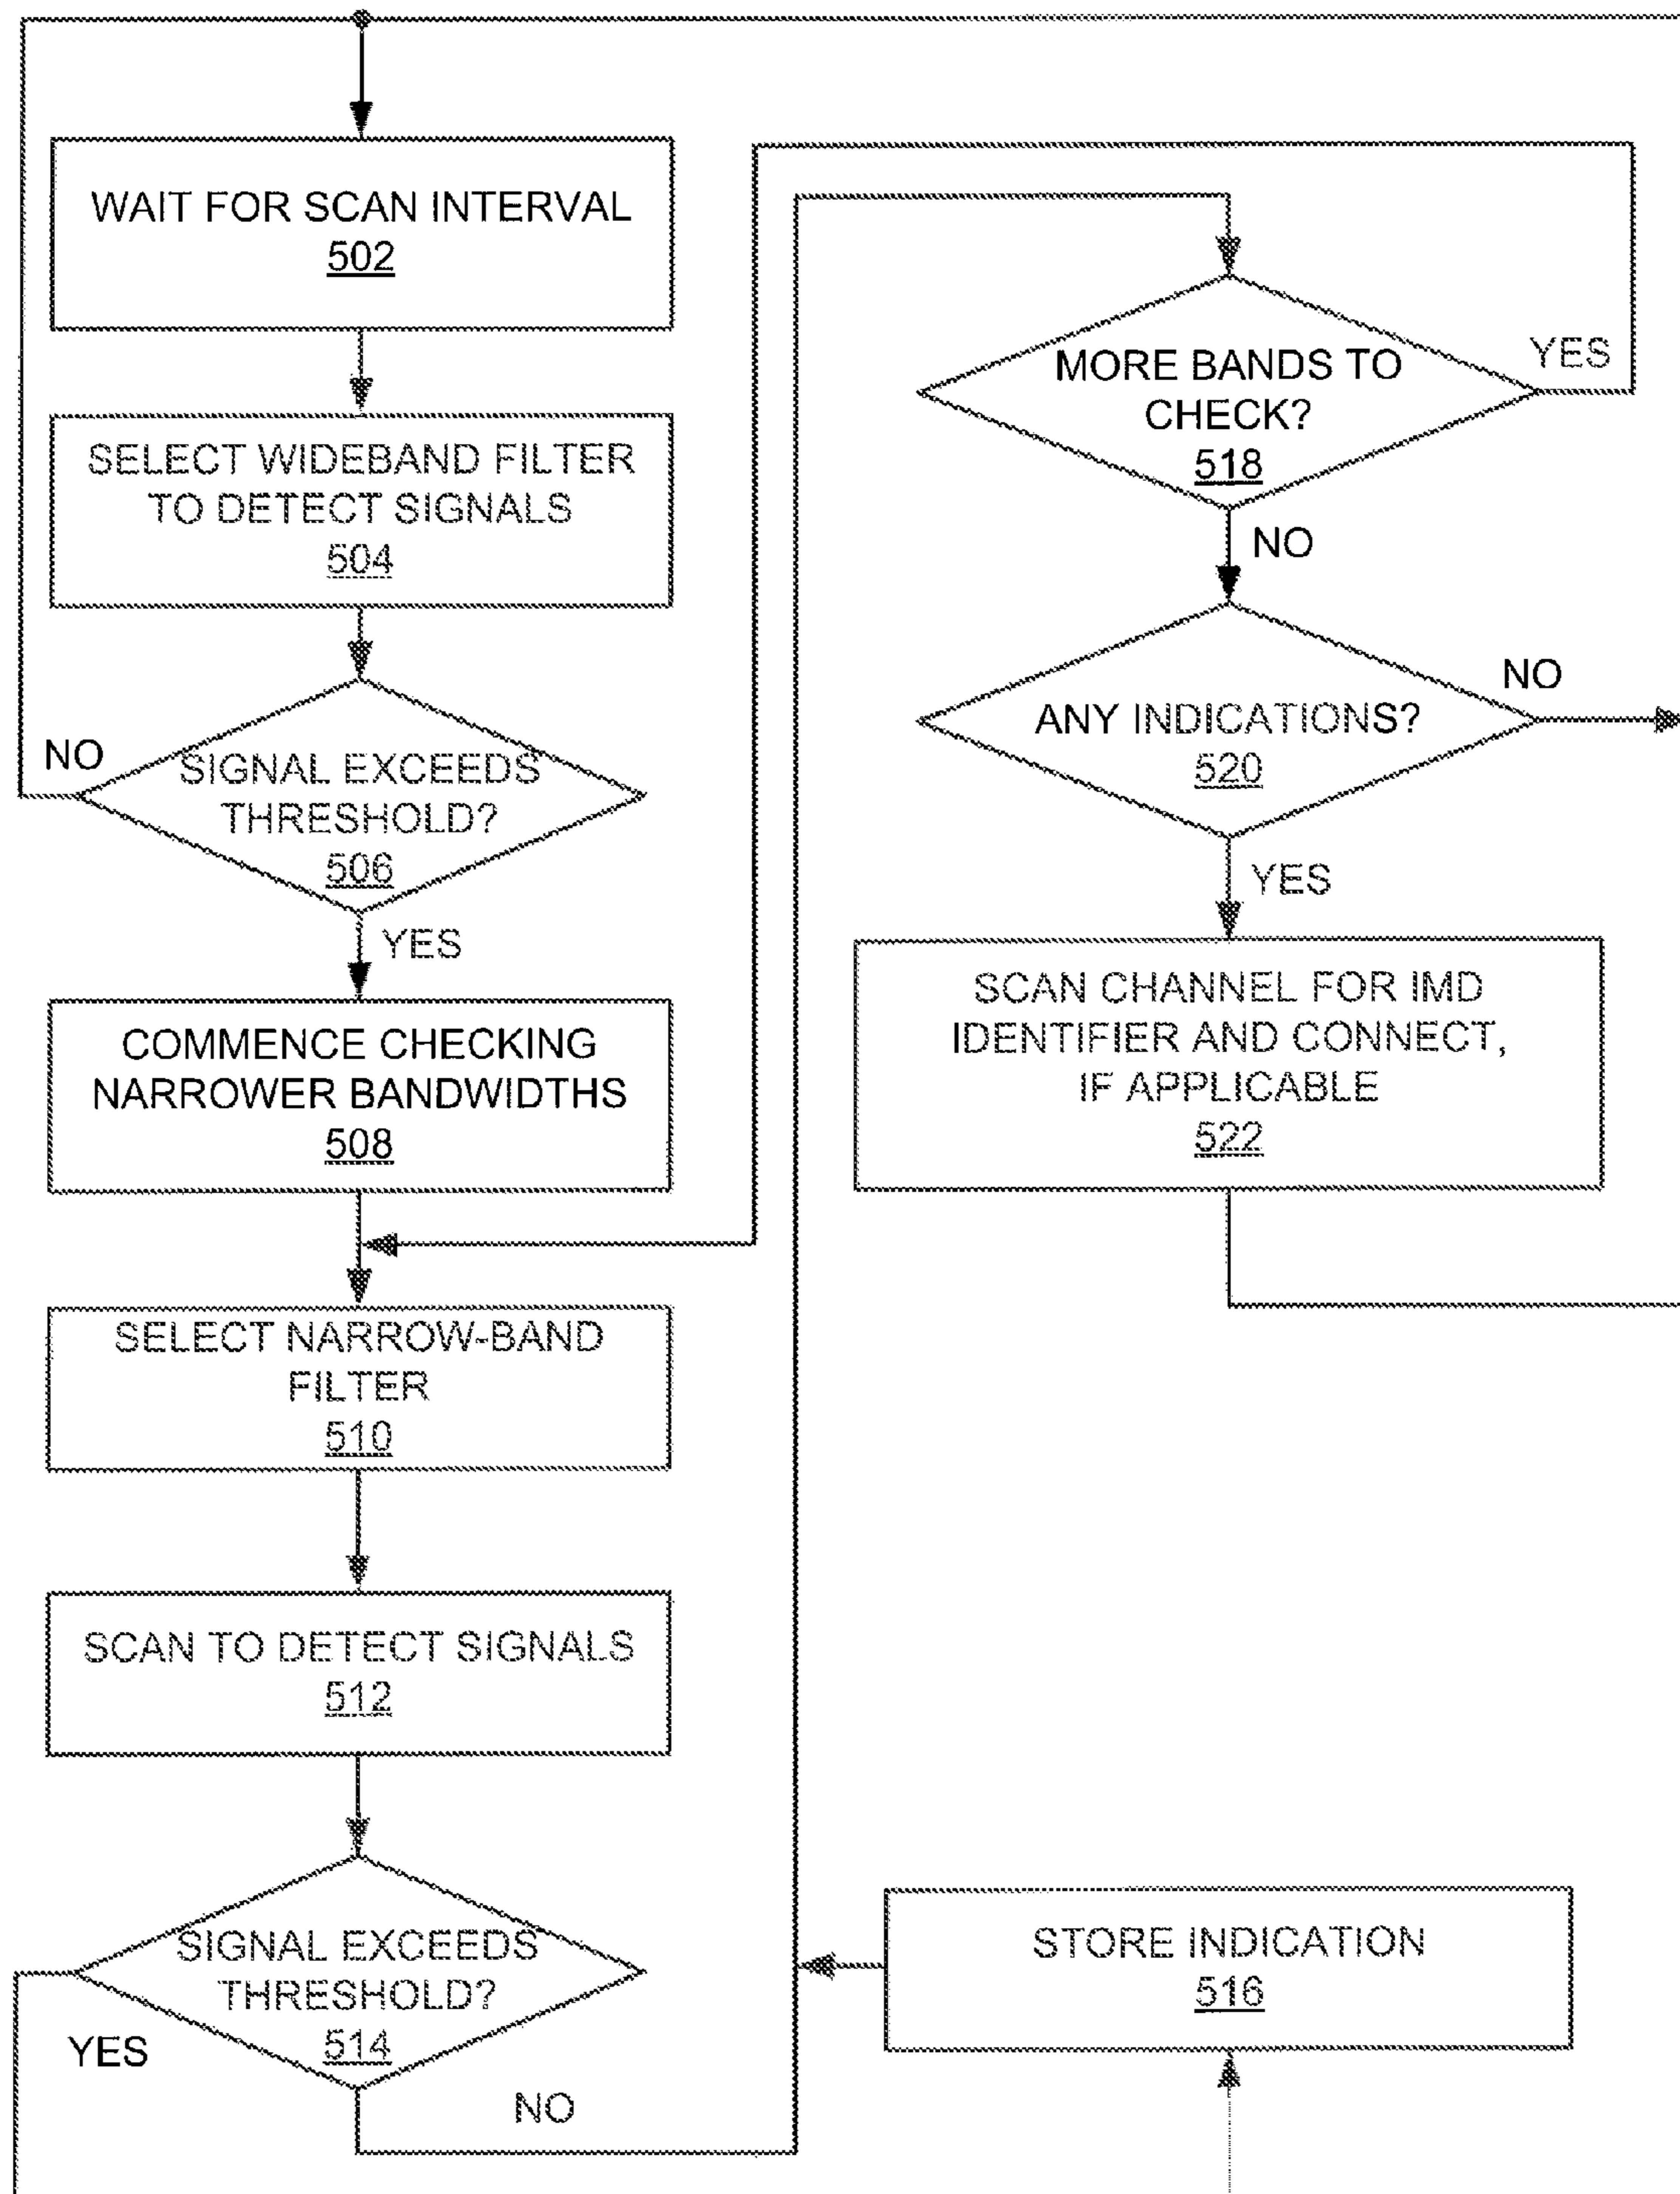 WAIT FOR SCAN INTERVAL
502
SELECT WIDEBAND FILTER
TO DETECT SIGNALS
504
NO
SIGNAL EXCEEDS
THRESHOLD?
506
YES
COMMENCE CHECKING
NARROWER BANDWIDTHS
508
SELECT NARROW-BAND
FILTER
510
SCAN TO DETECT SIGNALS
512
SIGNAL EXCEEDS
THRESHOLD?
514
YES
NO
STORE INDICATION
516
MORE BANDS TO
CHECK?
518
YES
NO
ANY INDICATIONS?
520
NO
YES
SCAN CHANNEL FOR IMD
IDENTIFIER AND CONNECT,
IF APPLICABLE
522